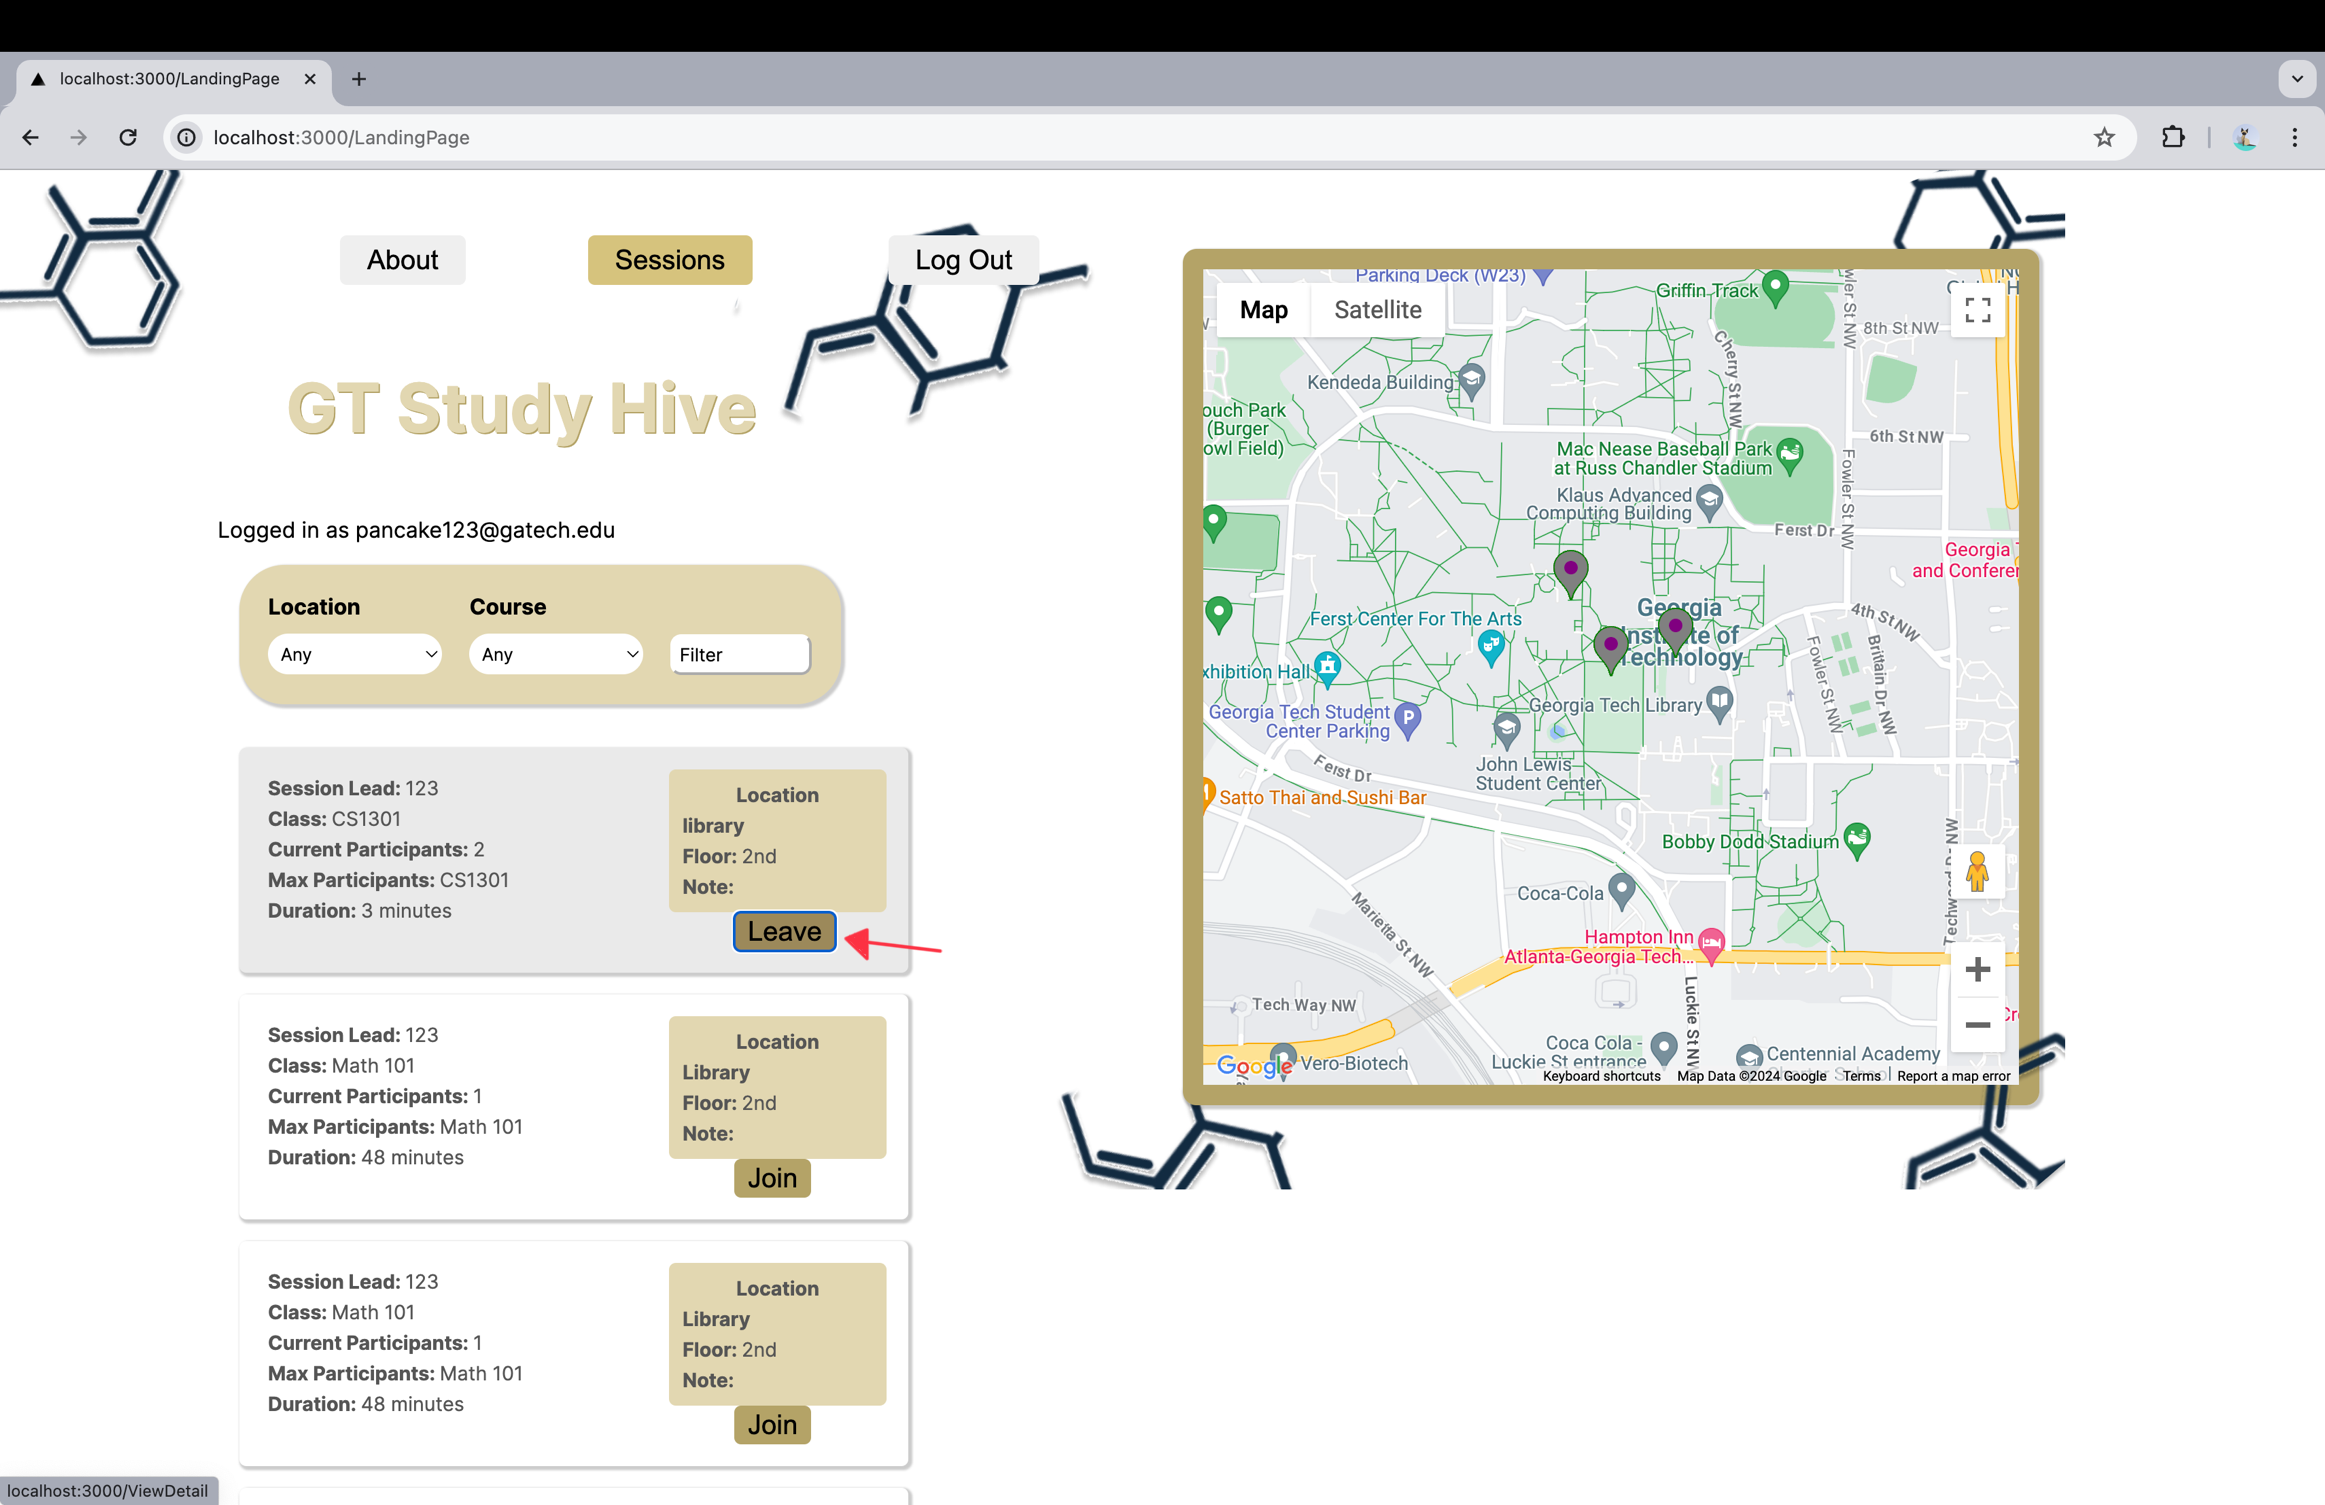 localhost:3000/LandingPage
localhost:3000/LandingPage
About
Sessions
Log Out
GT Study Hive
Logged in as pancake123@gatech.edu
Location
Course
Any
Any
Filter
Session Lead: 123
Class: CS1301
Current Participants: 2
Max Participants: CS1301
Duration: 3 minutes
Location
library
Floor: 2nd
Note:
Leave
Session Lead: 123
Class: Math 101
Current Participants: 1
Max Participants: Math 101
Duration: 48 minutes
Location
Library
Floor: 2nd
Note:
Join
Session Lead: 123
Class: Math 101
Current Participants: 1
Max Participants: Math 101
Duration: 48 minutes
Location
Library
Floor: 2nd
Note:
Join
localhost:3000/ViewDetail
Map
Satellite
Parking Deck (W23)
Griffin Track
8th St NW
Cherry St NW
Kendeda Building
ouch Park
(Burger
owl Field)
6th St NW
Fowler St NW
Mac Nease Baseball Park
at Russ Chandler Stadium
Klaus Advanced
Computing Building
Ferst Dr
Georgia
and Confere
Georgia
Institute of
Technology
4th St NW
Ferst Center For The Arts
Fowler St NW
Brittain Dr NW
xhibition Hall
Georgia Tech Library
Georgia Tech Student
Center Parking
P
John Lewis
Student Center
Ferst Dr
Satto Thai and Sushi Bar
Bobby Dodd Stadium
Coca-Cola
Marietta St NW
Hampton Inn
Atlanta-Georgia Tech...
Luckie St NW
Tech Way NW
Coca Cola -
Luckie St entrance
Centennial Academy
Vero-Biotech
Google
Keyboard shortcuts
Map Data ©2024 Google
Terms
Report a map error